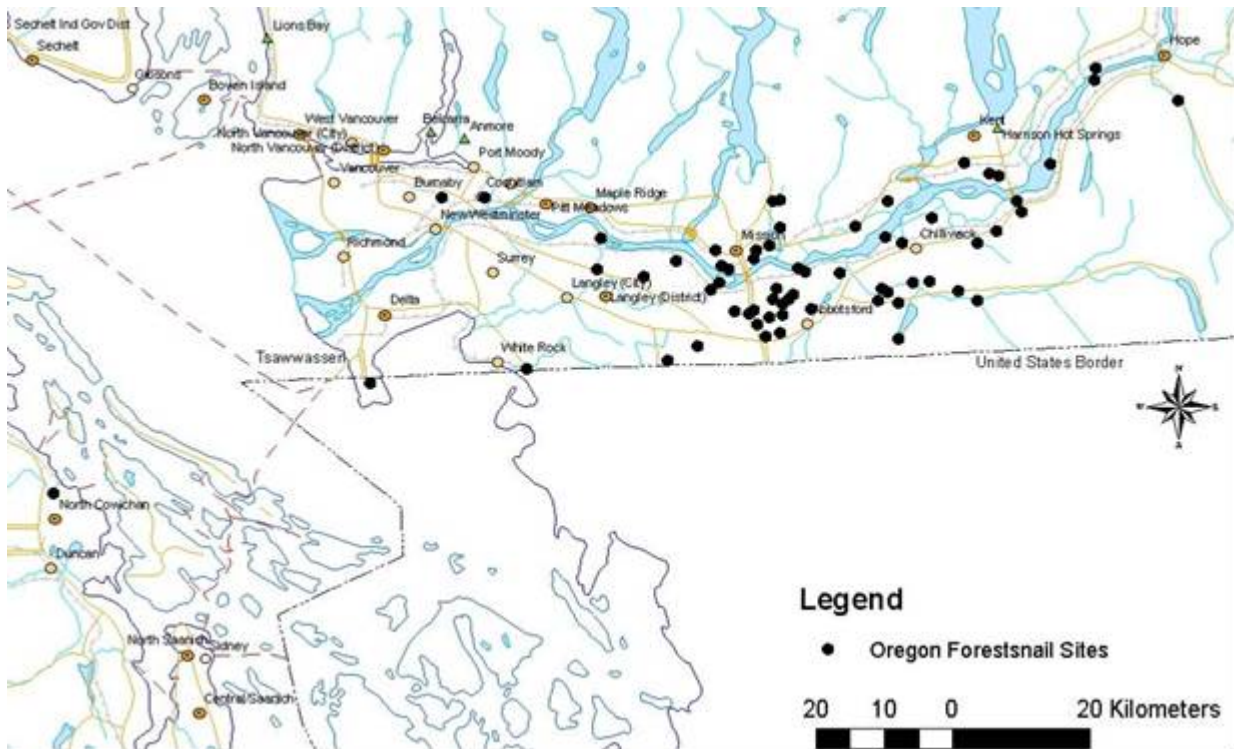 Sechelt Ind Gov Dist
Lions Bay
Sechelt
Hope
Gibsons
Bowen Island
West Vancouver
Belcarra
Anmore
Kent
North Vancouver (City)
Harrison Hot Springs
North Vancouver (District)
Port Moody
Vancouver
Burnaby
Coquitlam
Maple Ridge
Pitt Meadows
New Westminster
Mission
Chilliwack
Richmond
Surrey
Langley (City)
Langley (District)
Delta
Abbotsford
White Rock
Tsawwassen
United States Border
N
W
North Cowichan
Duncan
Legend
North Saanich
Sidney
Oregon Forestsnail Sites
Central Saanich
20 10 0 20 Kilometers